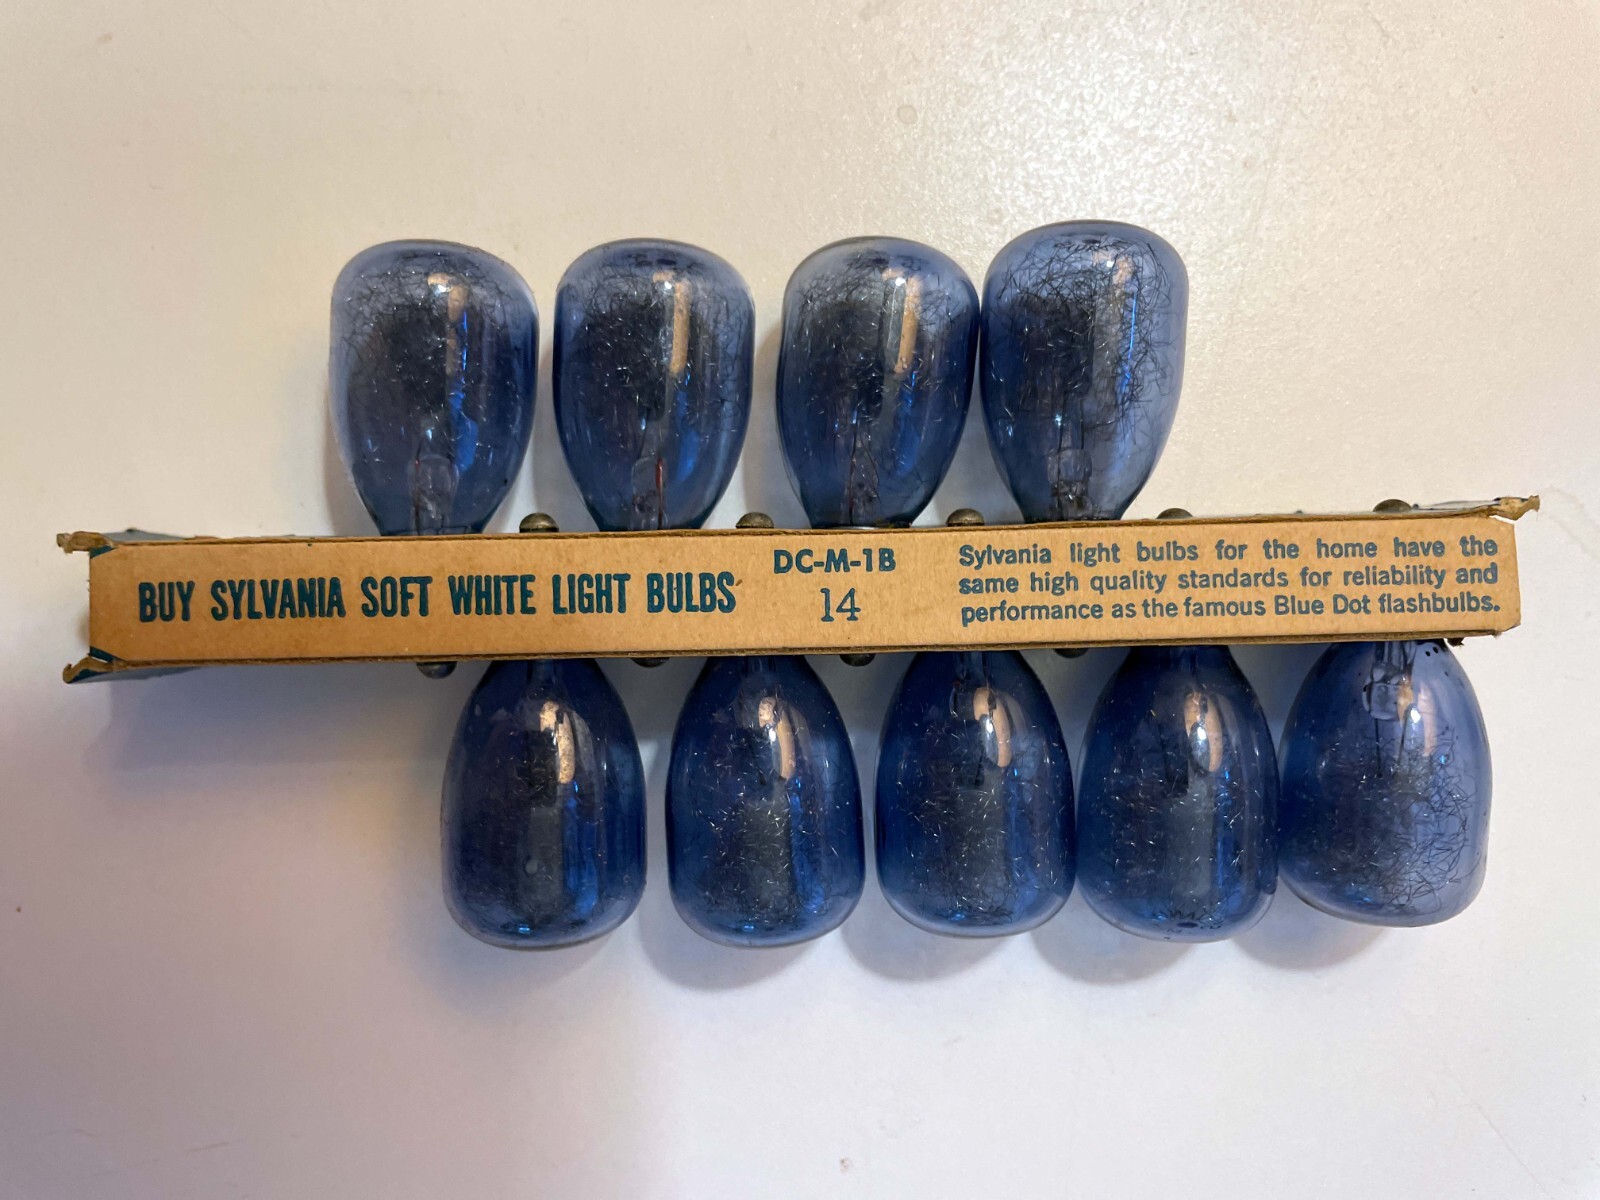 BUY SYLVANIA SOFT WHITE LIGHT BULBS
DC-M-1B
14
Sylvania light bulbs for the home have the
same high quality standards for reliability and
performance as the famous Blue Dot flashbulbs.